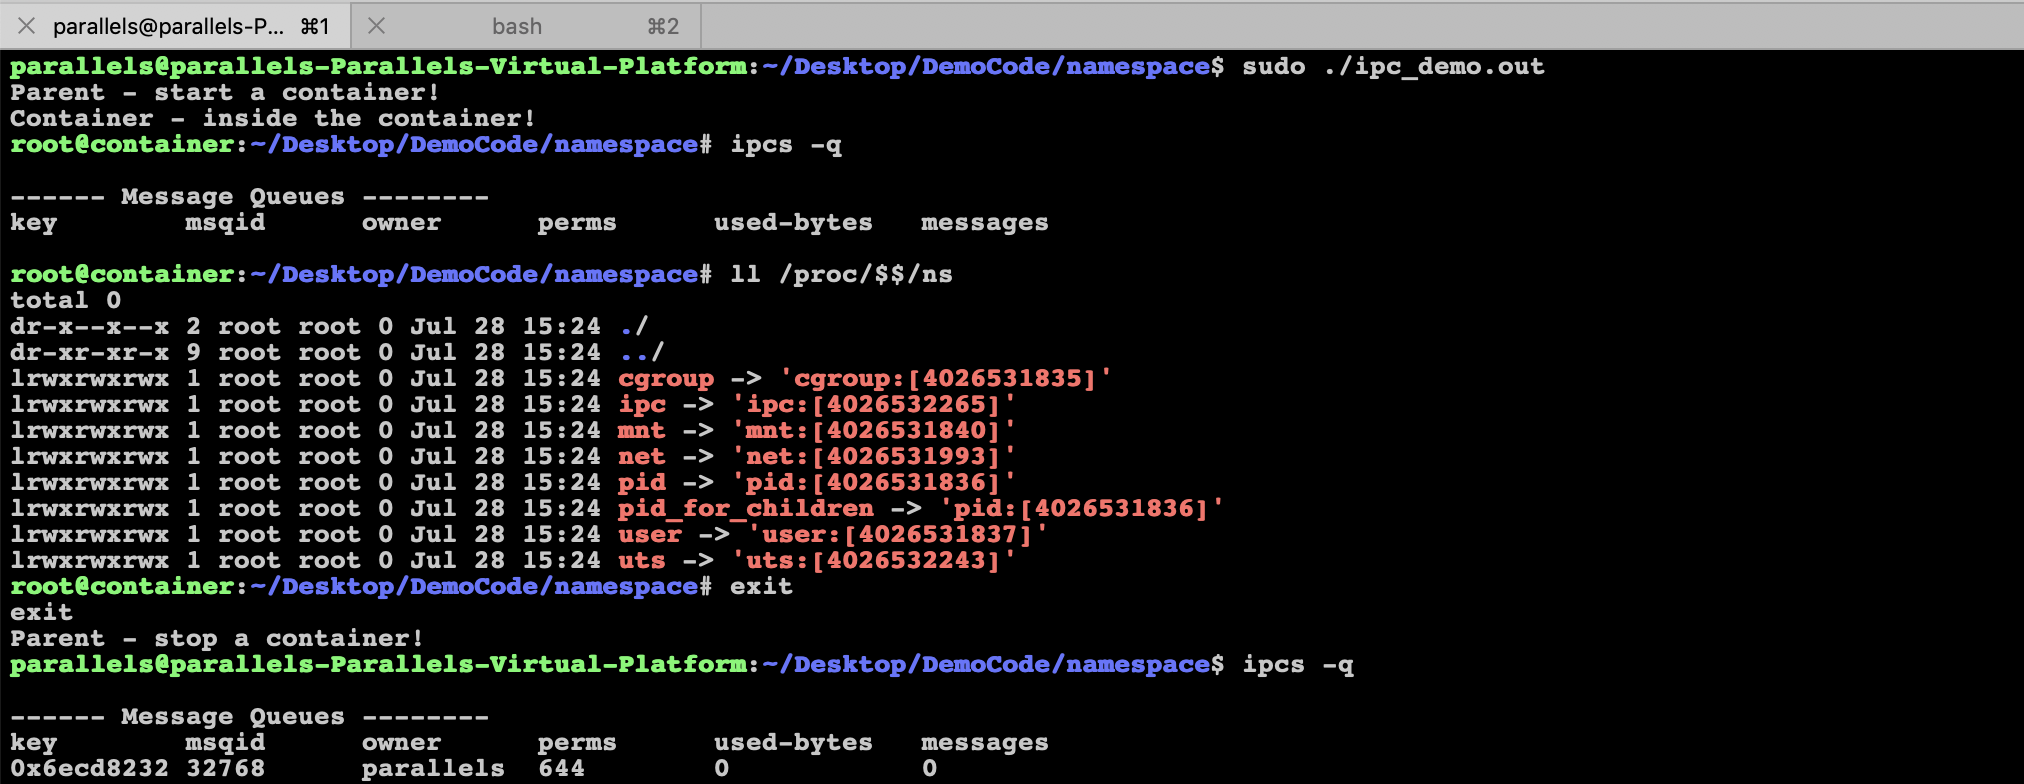 parallels@parallels-P... ⌘1
bash ⌘2
parallels@parallels-Parallels-Virtual-Platform:~/Desktop/DemoCode/namespace$ sudo ./ipc_demo.out
Parent - start a container!
Container - inside the container!
root@container:~/Desktop/DemoCode/namespace# ipcs -q
------ Message Queues --------
key        msqid      owner      perms      used-bytes   messages
root@container:~/Desktop/DemoCode/namespace# ll /proc/$$/ns
total 0
dr-x--x--x 2 root root 0 Jul 28 15:24 ./
dr-xr-xr-x 9 root root 0 Jul 28 15:24 ../
lrwxrwxrwx 1 root root 0 Jul 28 15:24 cgroup -> 'cgroup:[4026531835]'
lrwxrwxrwx 1 root root 0 Jul 28 15:24 ipc -> 'ipc:[4026532265]'
lrwxrwxrwx 1 root root 0 Jul 28 15:24 mnt -> 'mnt:[4026531840]'
lrwxrwxrwx 1 root root 0 Jul 28 15:24 net -> 'net:[4026531993]'
lrwxrwxrwx 1 root root 0 Jul 28 15:24 pid -> 'pid:[4026531836]'
lrwxrwxrwx 1 root root 0 Jul 28 15:24 pid_for_children -> 'pid:[4026531836]'
lrwxrwxrwx 1 root root 0 Jul 28 15:24 user -> 'user:[4026531837]'
lrwxrwxrwx 1 root root 0 Jul 28 15:24 uts -> 'uts:[4026532243]'
root@container:~/Desktop/DemoCode/namespace# exit
exit
Parent - stop a container!
parallels@parallels-Parallels-Virtual-Platform:~/Desktop/DemoCode/namespace$ ipcs -q
------ Message Queues --------
key        msqid      owner      perms      used-bytes   messages
0x6ecd8232 32768      parallels  644        0            0